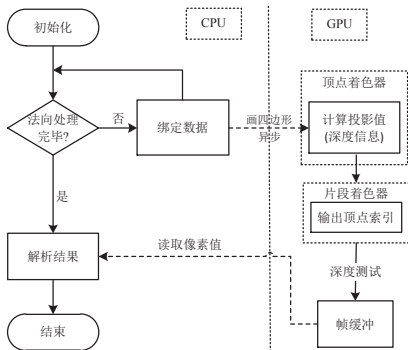 初始化
CPU
GPU
顶点着色器
法向处理
完毕?
否
绑定数据
画四边形
异步
计算投影值
(深度信息)
是
片段着色器
输出顶点索引
解析结果
读取像素值
深度测试
结束
帧缓冲